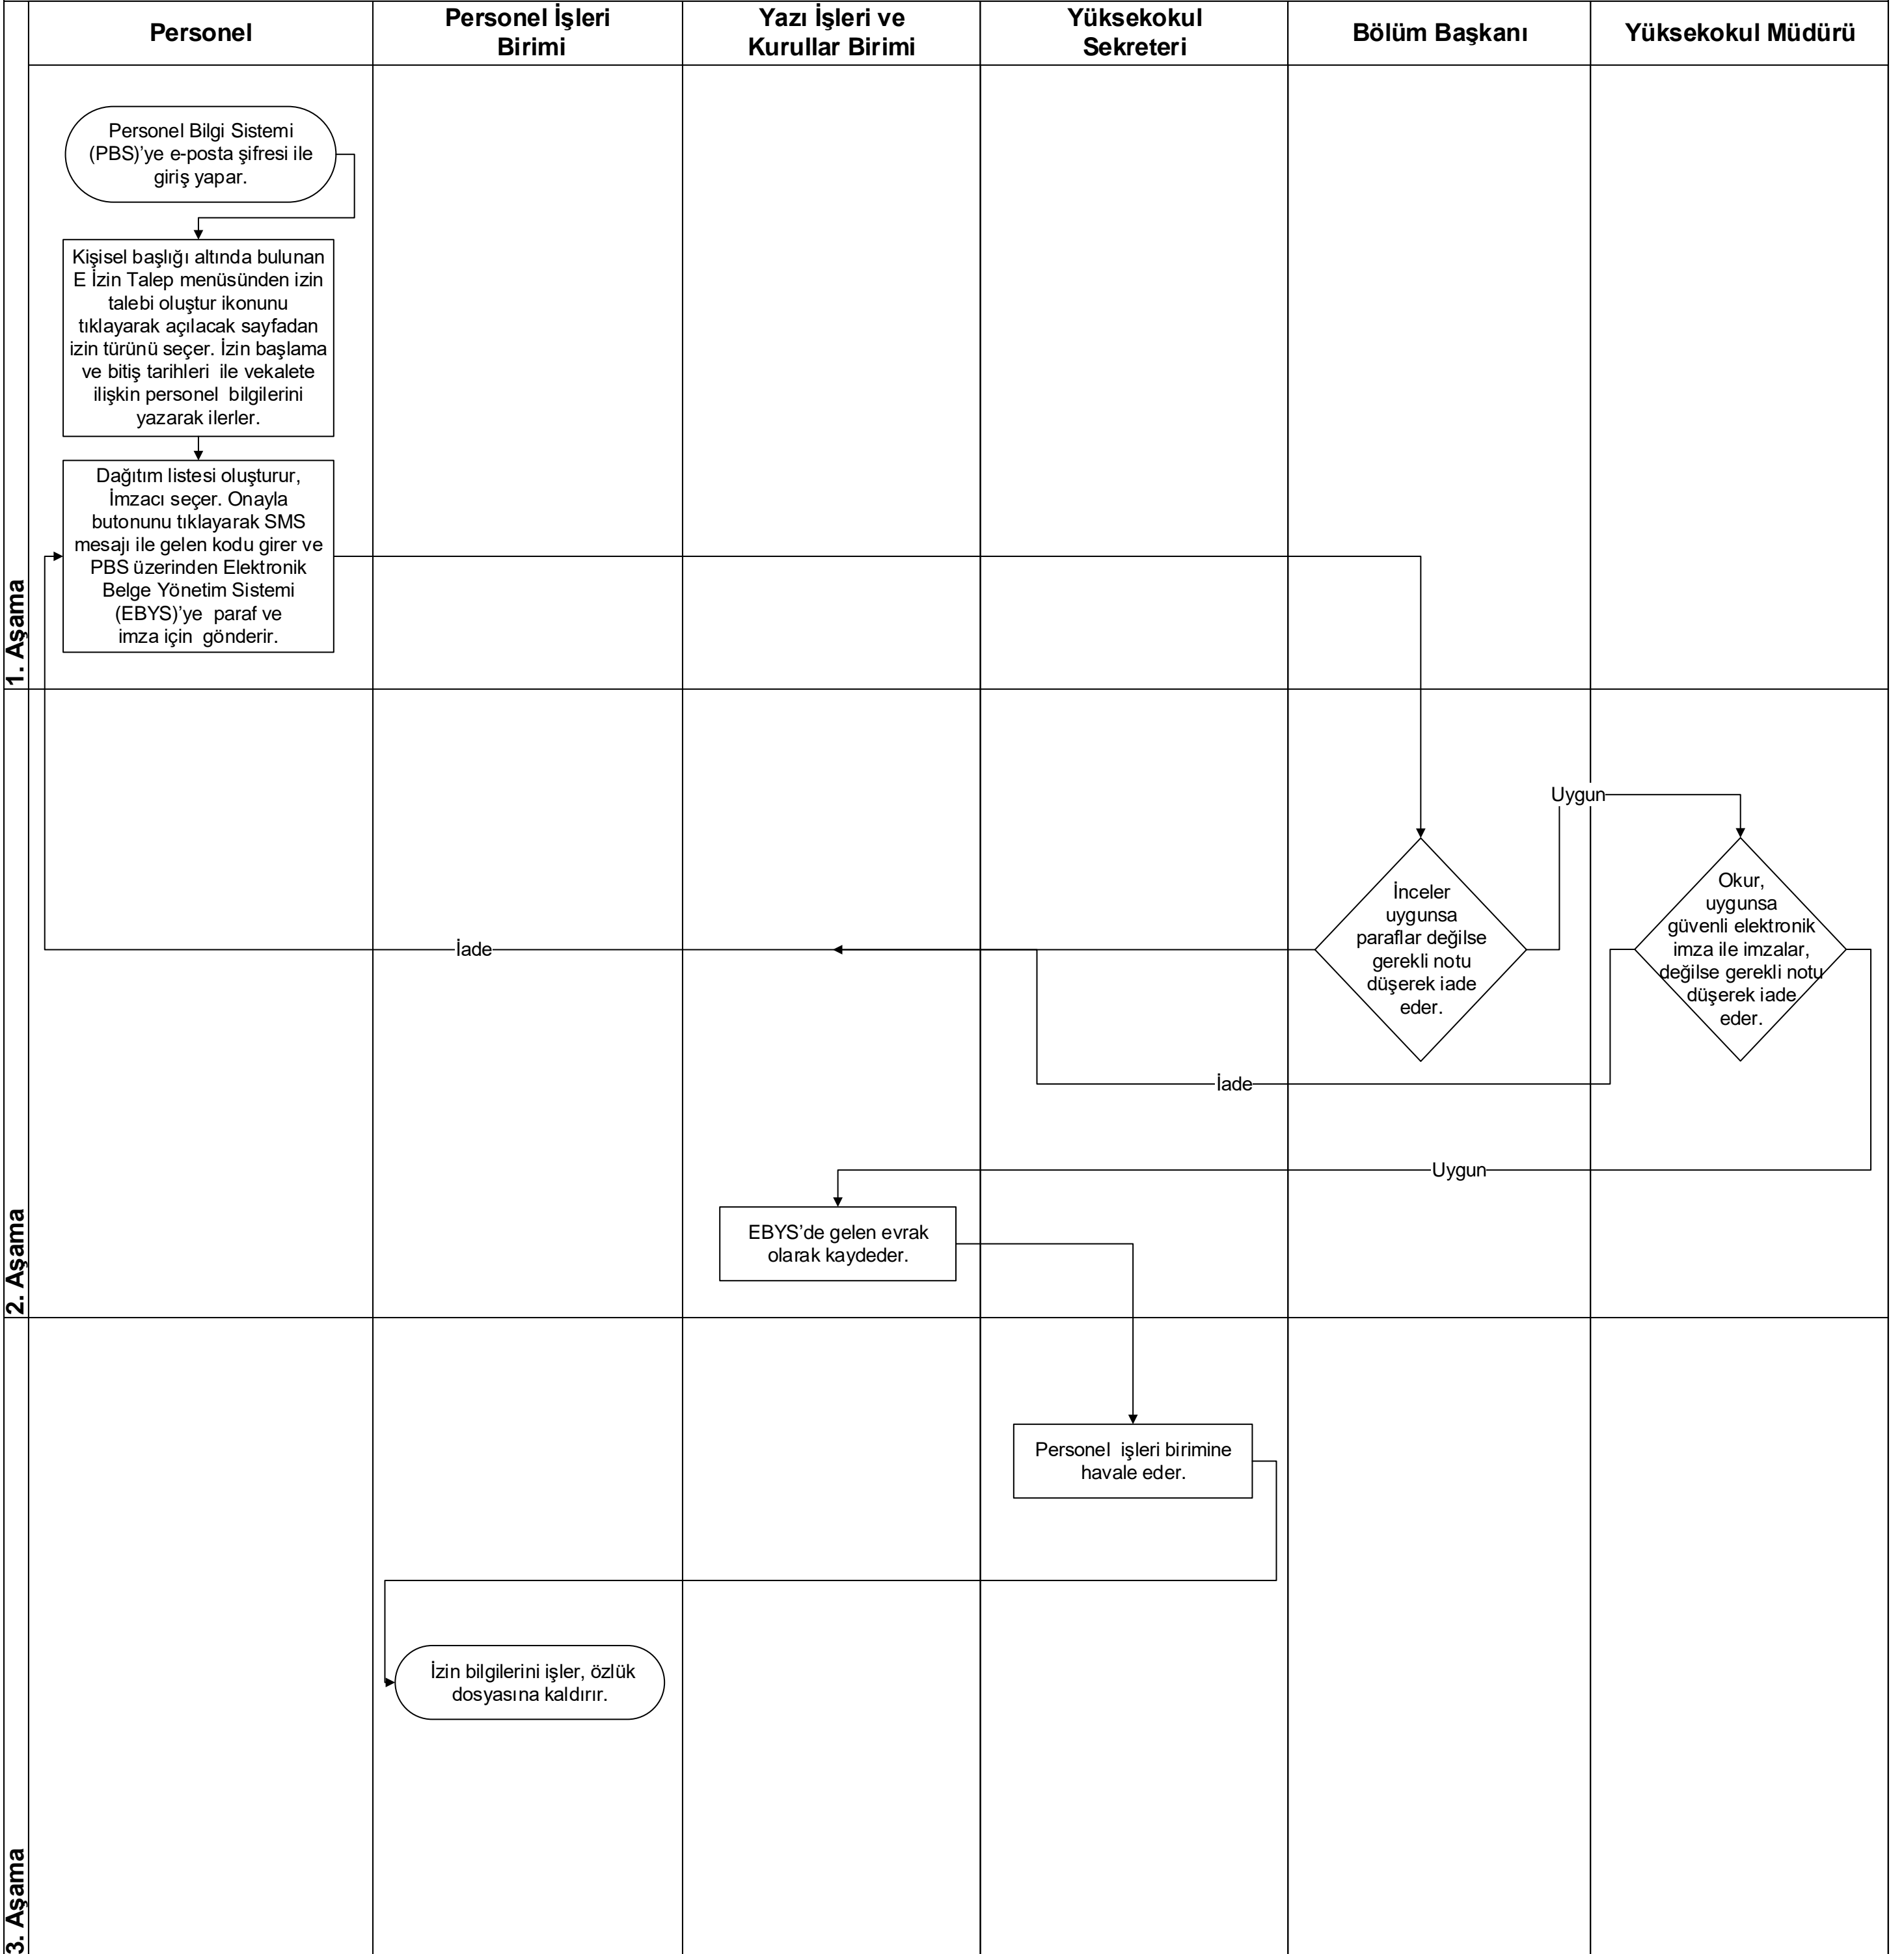 Personel
Personel İşleri
Birimi
Yazı İşleri ve
Kurullar Birimi
Yüksekokul
Sekreteri
Bölüm Başkanı
Yüksekokul Müdürü
1. Aşama
Personel Bilgi Sistemi
(PBS)’ye e-posta şifresi ile
giriş yapar.
Kişisel başlığı altında bulunan
E İzin Talep menüsünden izin
talebi oluştur ikonunu
tıklayarak açılacak sayfadan
izin türünü seçer. İzin başlama
ve bitiş tarihleri ile vekalete
ilişkin personel bilgilerini
yazarak ilerler.
Dağıtım listesi oluşturur,
İmzacı seçer. Onayla
butonunu tıklayarak SMS
mesajı ile gelen kodu girer ve
PBS üzerinden Elektronik
Belge Yönetim Sistemi
(EBYS)’ye paraf ve
imza için gönderir.
2. Aşama
Uygun
İnceler
uygunsa
paraflar değilse
gerekli notu
düşerek iade
eder.
Okur,
uygunsa
güvenli elektronik
imza ile imzalar,
değilse gerekli notu
düşerek iade
eder.
İade
İade
Uygun
EBYS’de gelen evrak
olarak kaydeder.
3. Aşama
Personel işleri birimine
havale eder.
İzin bilgilerini işler, özlük
dosyasına kaldırır.